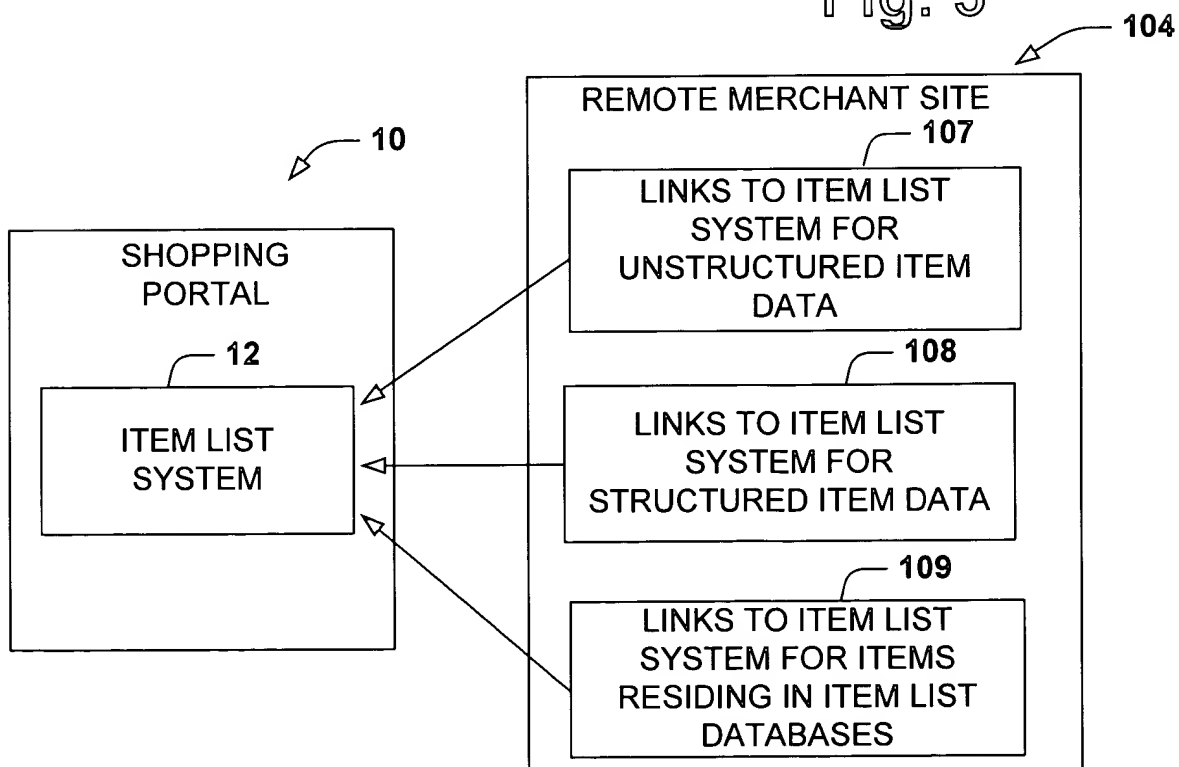 Fig. 5
104
REMOTE MERCHANT SITE
10
107
LINKS TO ITEM LIST
SYSTEM FOR
UNSTRUCTURED ITEM
DATA
SHOPPING
PORTAL
12
108
ITEM LIST
SYSTEM
LINKS TO ITEM LIST
SYSTEM FOR
STRUCTURED ITEM DATA
109
LINKS TO ITEM LIST
SYSTEM FOR ITEMS
RESIDING IN ITEM LIST
DATABASES